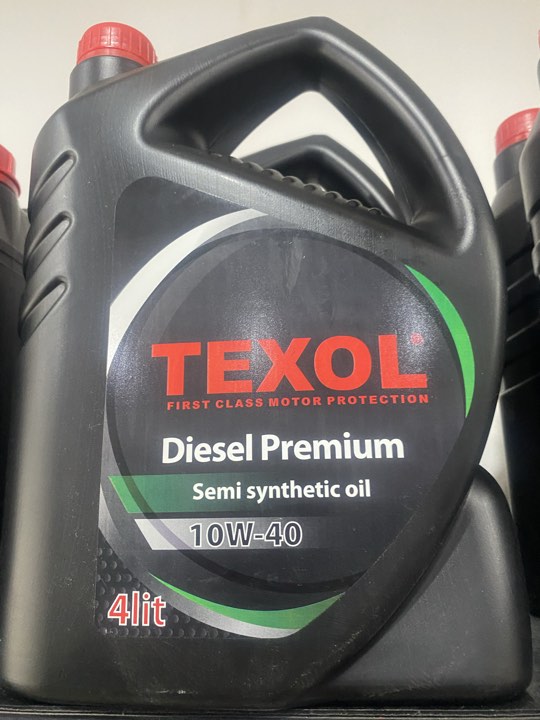 TEXOL®
FIRST CLASS MOTOR PROTECTION
Diesel Premium
Semi synthetic oil
10W-40
4lit